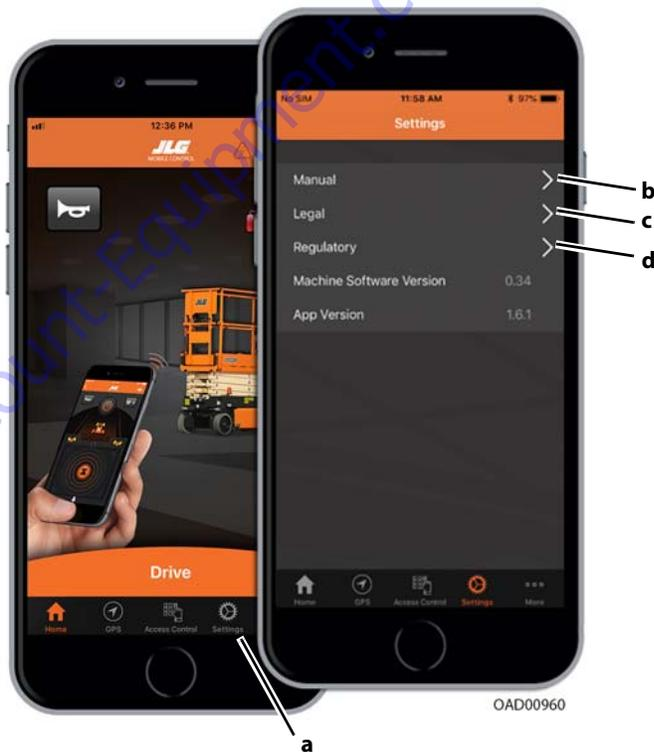 12:36 PM
JLG
MOBILE CONTROL
JLG
Drive
Home
GPS
Access Control
Settings
No SIM
11:58 AM
97%
Settings
Manual
Legal
Regulatory
Machine Software Version
0.34
App Version
1.6.1
Home
GPS
Access Control
Settings
More
b
c
d
a
OAD00960